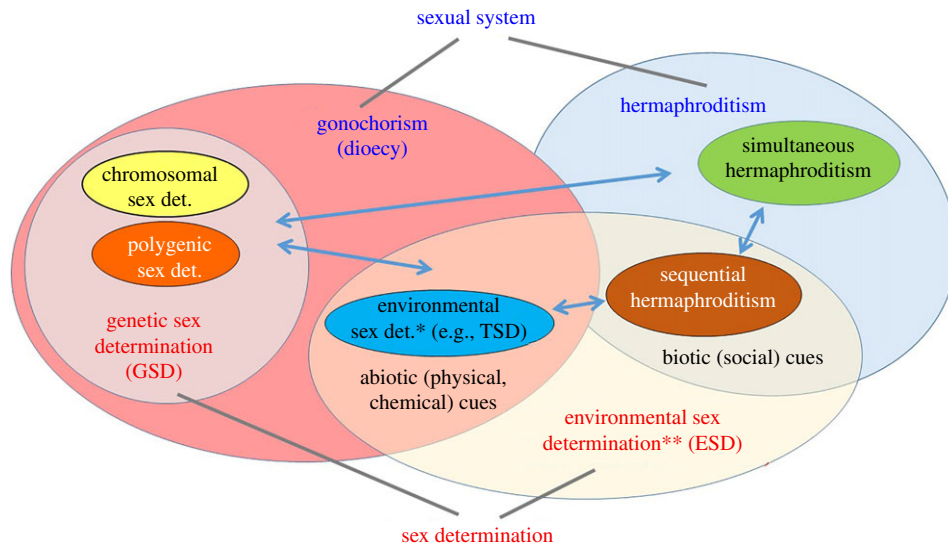 sexual system
gonochorism
(dioecy)
hermaphroditism
simultaneous
hermaphroditism
chromosomal
sex det.
polygenic
sex det.
genetic sex
determination
(GSD)
environmental
sex det.* (e.g., TSD)
abiotic (physical,
chemical) cues
sequential
hermaphroditism
biotic (social) cues
environmental sex
determination** (ESD)
sex determination